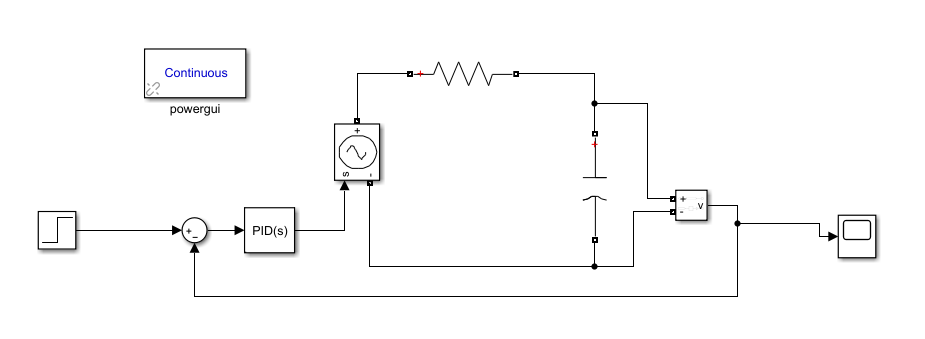 Continuous
powergui
+
+
s
-
+
PID(s)
+
-
+
-
v